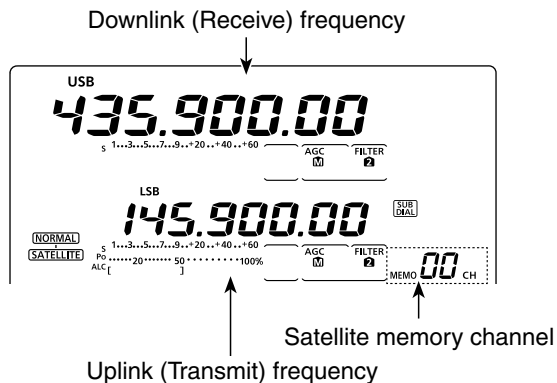 Downlink (Receive) frequency
USB
435.900.00
S 1...3...5...7...9..+20..+40..+60
AGC FILTER
M 2
LSB
145.900.00
SUB
DIAL
NORMAL
SATELLITE
S 1...3...5...7...9..+20..+40..+60
Po ......20...... 50 ........100%
ALC [ ]
AGC FILTER
M 2
MEMO 00 CH
Satellite memory channel
Uplink (Transmit) frequency